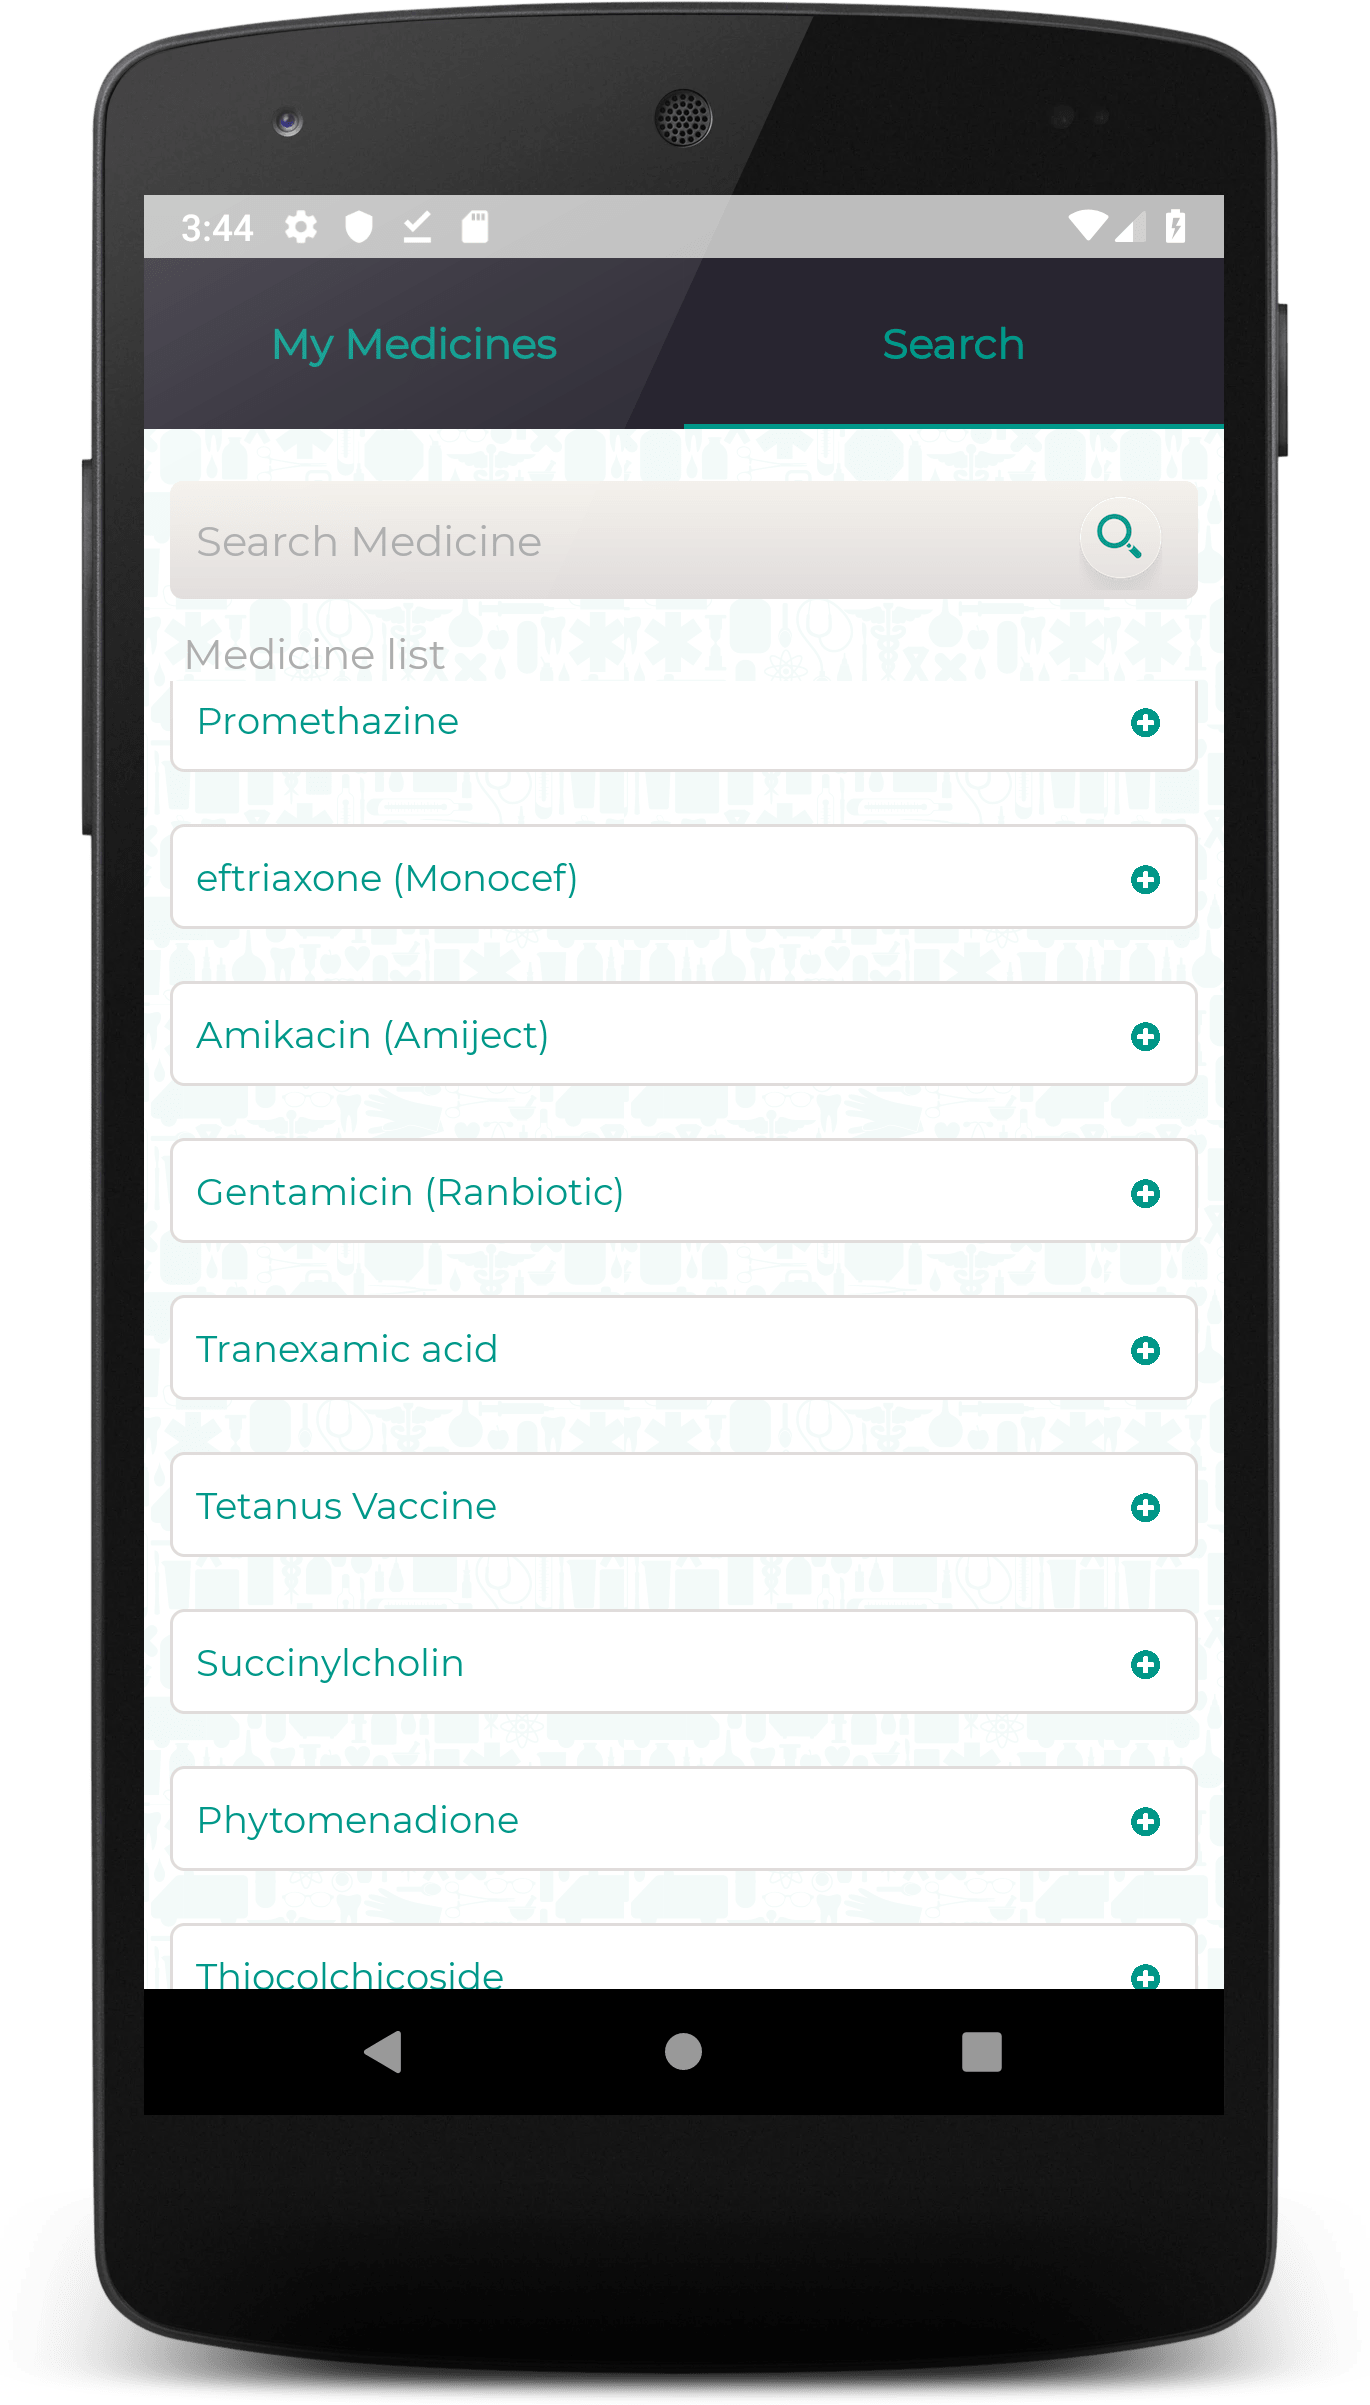 3:44
My Medicines
Search
Search Medicine
Medicine list
Promethazine
eftriaxone (Monocef)
Amikacin (Amiject)
Gentamicin (Ranbiotic)
Tranexamic acid
Tetanus Vaccine
Succinylcholin
Phytomenadione
Thiocolchicoside